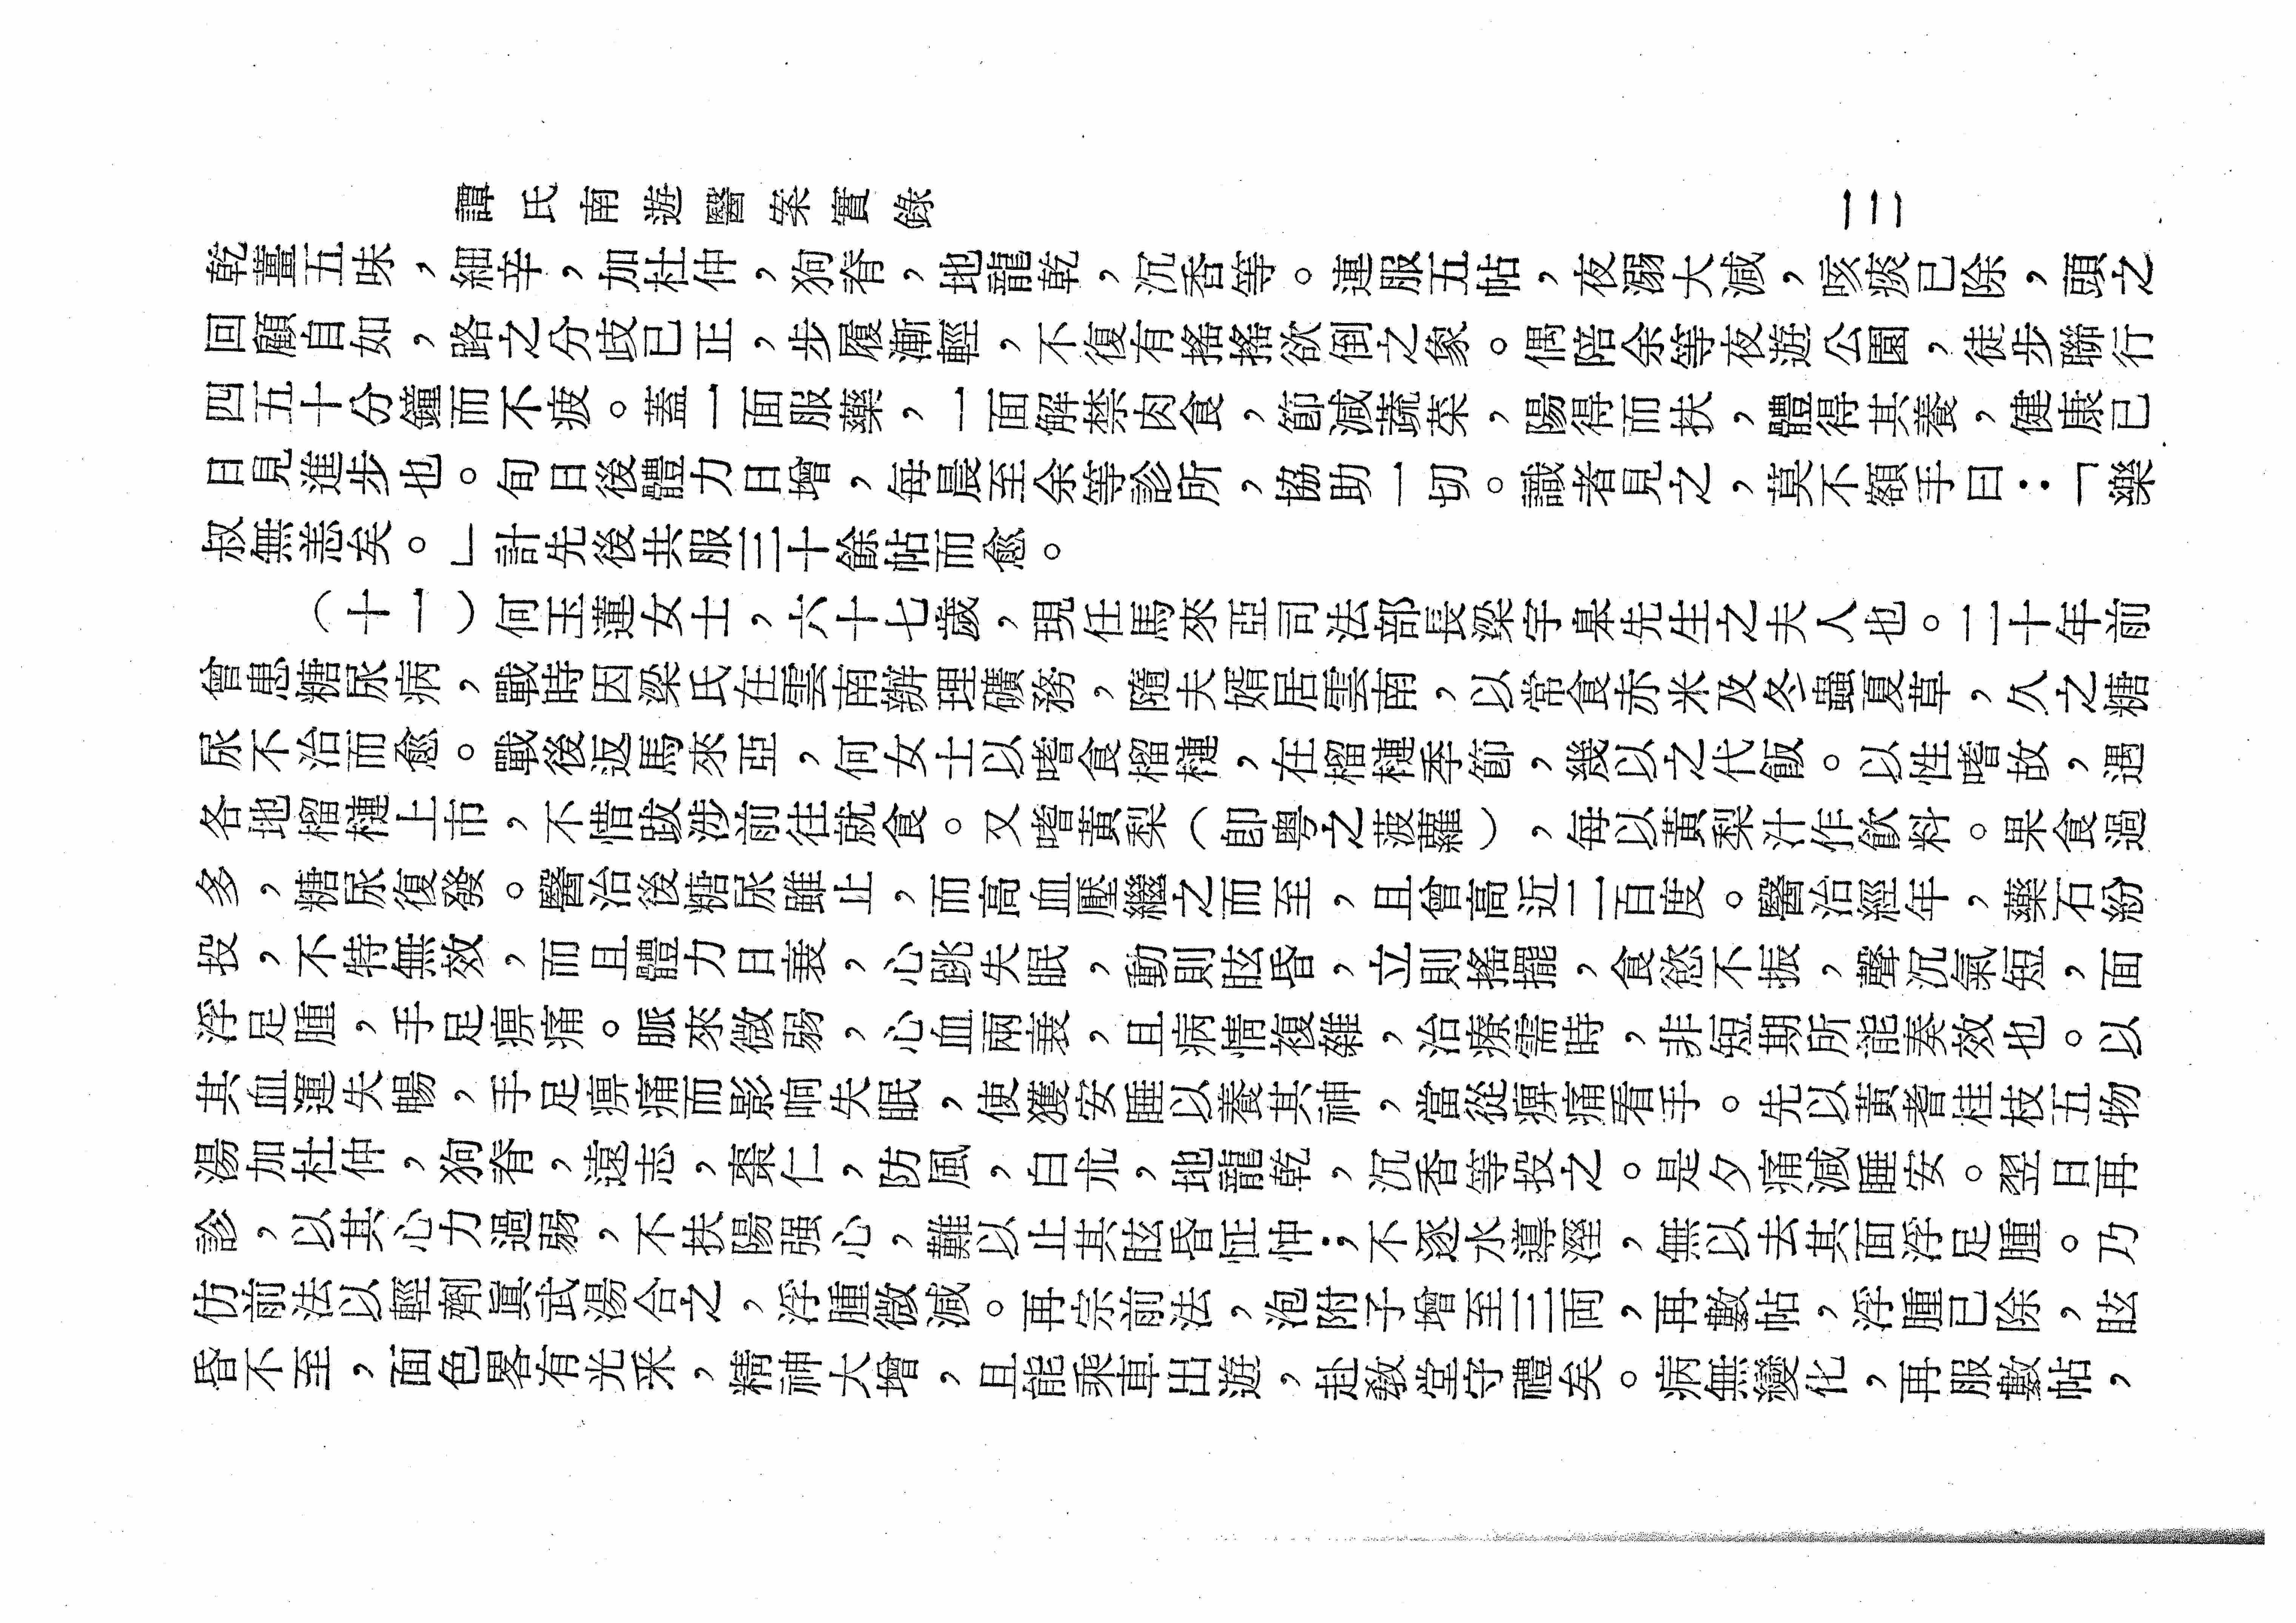 譚氏南遊醫案實錄
一二
乾薑五味，細辛，加杜仲，狗脊，地龍乾，沉香等。連服五帖，夜溺大減，咳痰已除，頭之
回顧自如，路之分歧已正，步履漸輕，不復有搖搖欲倒之象。偶陪余等夜遊公園，徒步聯行
四五十分鐘而不疲。蓋一面服藥，一面解禁肉食，節減蔬菜，陽得而扶，體得其養，健康已
日見進步也。旬日後體力日增，每晨至余等診所，協助一切。識者見之，莫不額手曰：「樂
叔無恙矣。」計先後共服三十餘帖而愈。
（十一）何玉蓮女士，六十七歲，現任馬來亞司法部長梁宇臯先生之夫人也。二十年前
曾患糖尿病，戰時因梁氏在雲南辦理礦務，隨夫婿居雲南，以常食赤米及冬蟲夏草，久之糖
尿不治而愈。戰後返馬來亞，何女士以嗜食榴槤，在榴槤季節，幾以之代飯。以性嗜故，遇
各地榴槤上市，不惜跋涉前往就食。又嗜黃梨（卽粤之菠蘿），每以黃梨汁作飲料。果食過
多，糖尿復發。醫治後糖尿雖止，而高血壓繼之而至，且曾高近二百度。醫治經年，藥石紛
投，不特無效，而且體力日衰，心跳失眠，動則眩昏，立則搖擺，食慾不振，聲沉氣短，面
浮足腫，手足痹痛。脈來微弱，心血兩衰，且病情複雜，治療需時，非短期所能奏效也。以
其血運失暢，手足痹痛而影响失眠，使獲安睡以養其神，當從痹痛看手。先以黃耆桂枝五物
湯加杜仲，狗脊，遠志，棗仁，防風，白朮，地龍乾，沉香等投之。是夕痛減睡安。翌日再
診，以其心力過弱，不扶陽强心，難以止其眩昏怔忡；不逐水導溼，無以去其面浮足腫。乃
仿前法以輕劑眞武湯合之，浮腫微減。再宗前法，泡附子增至三両，再數帖，浮腫已除，眩
昏不至，面色畧有光釆，精神大增，且能乘車出遊，赴敎堂守禮矣。病無變化，再服數帖，